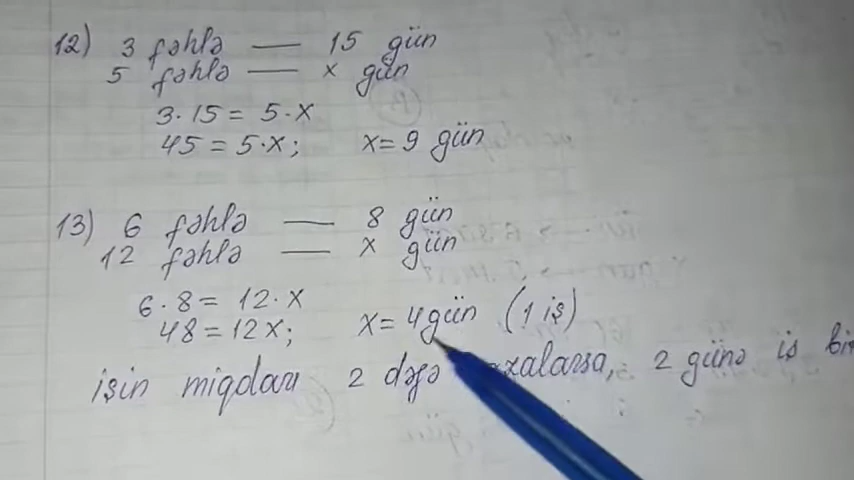 12) 3 fəhlə — 15 gün
5 fəhlə — x gün
3·15 = 5·x
45 = 5·x; x = 9 gün
13) 6 fəhlə — 8 gün
12 fəhlə — x gün
6·8 = 12·x
48 = 12x; x = 4 gün (1 iş)
işin miqdarı 2 dəfə 2 günə